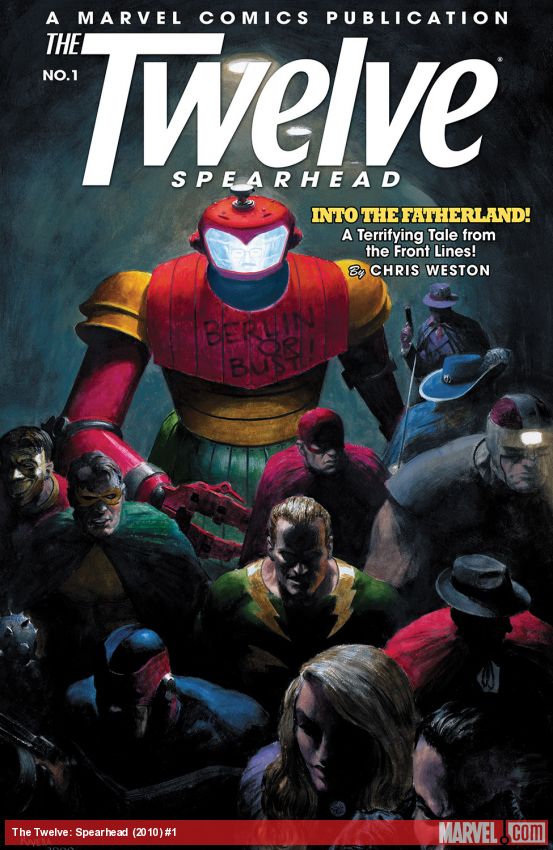 A MARVEL COMICS PUBLICATION
THE
Twelve
NO.1
SPEARHEAD
INTO THE FATHERLAND!
A Terrifying Tale from
the Front Lines!
By CHRIS WESTON
BERLIN
OR
BUST!
The Twelve: Spearhead (2010) #1
MARVEL.com